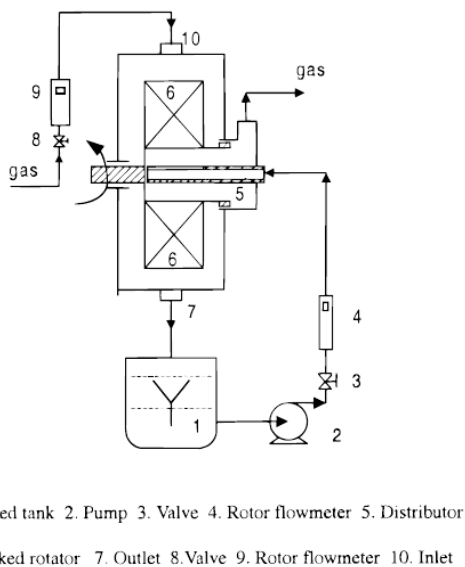 10
gas
9
6
8
gas
5
6
7
4
3
1
2
ed tank 2. Pump 3. Valve 4. Rotor flowmeter 5. Distributor
ked rotator 7. Outlet 8.Valve 9. Rotor flowmeter 10. Inlet